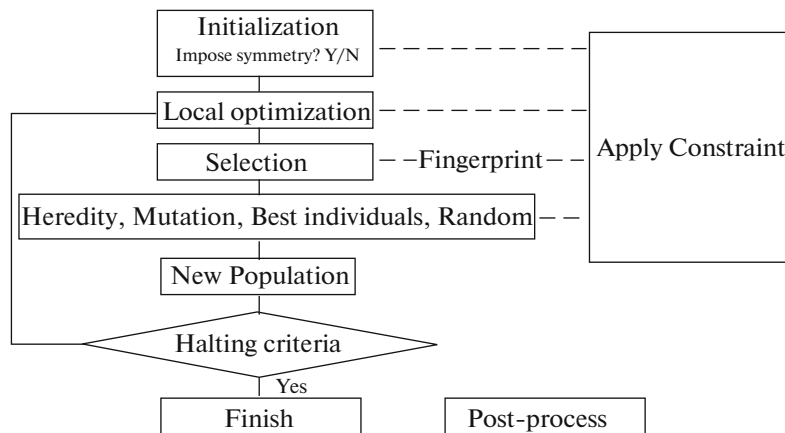 Initialization
Impose symmetry? Y/N
Local optimization
Selection
Fingerprint
Apply Constraint
Heredity, Mutation, Best individuals, Random
New Population
Halting criteria
Yes
Finish
Post-process